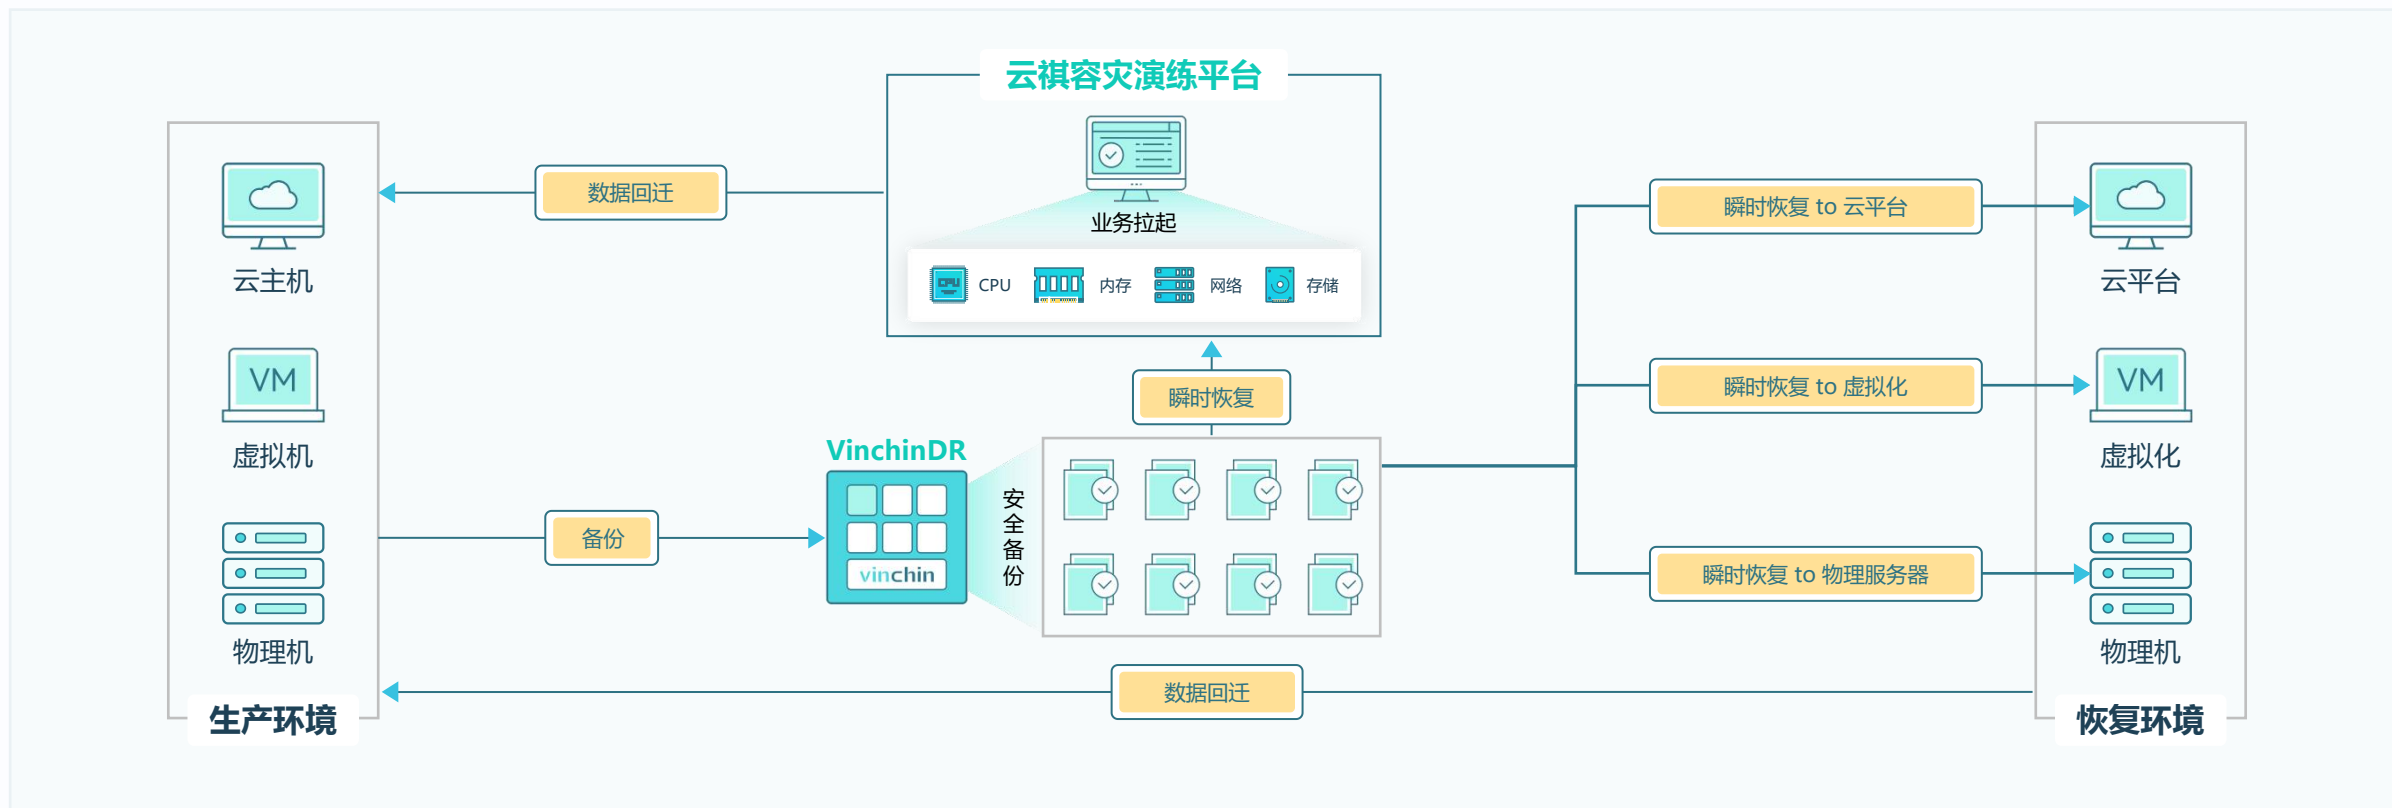 云祺容灾演练平台
业务拉起
CPU
CPU
内存
网络
存储
数据回迁
云主机
VM
虚拟机
物理机
生产环境
备份
VinchinDR
vinchin
安全备份
瞬时恢复
瞬时恢复 to 云平台
瞬时恢复 to 虚拟化
瞬时恢复 to 物理服务器
云平台
VM
虚拟化
物理机
恢复环境
数据回迁